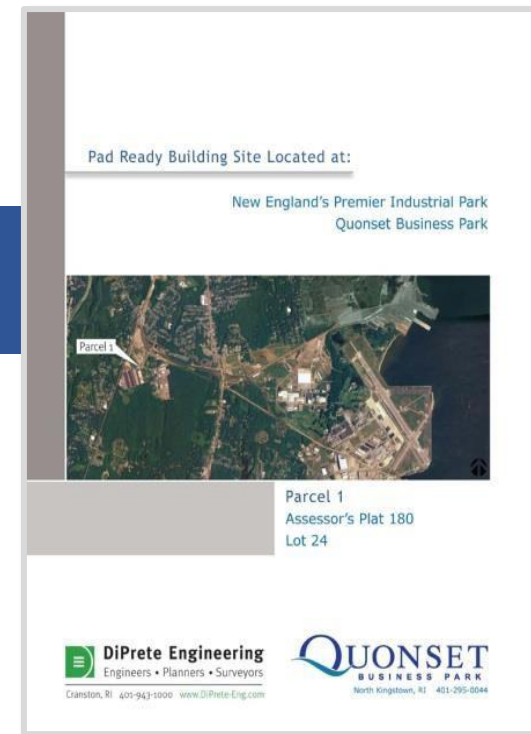 Pad Ready Building Site Located at:
New England's Premier Industrial Park
Quonset Business Park
Parcel 1
Parcel 1
Assessor's Plat 180
Lot 24
DiPrete Engineering
Engineers • Planners • Surveyors
Cranston, RI 401-943-1000 www.DiPrete-Eng.com
QUONSET
BUSINESS PARK
North Kingstown, RI 401-295-0044